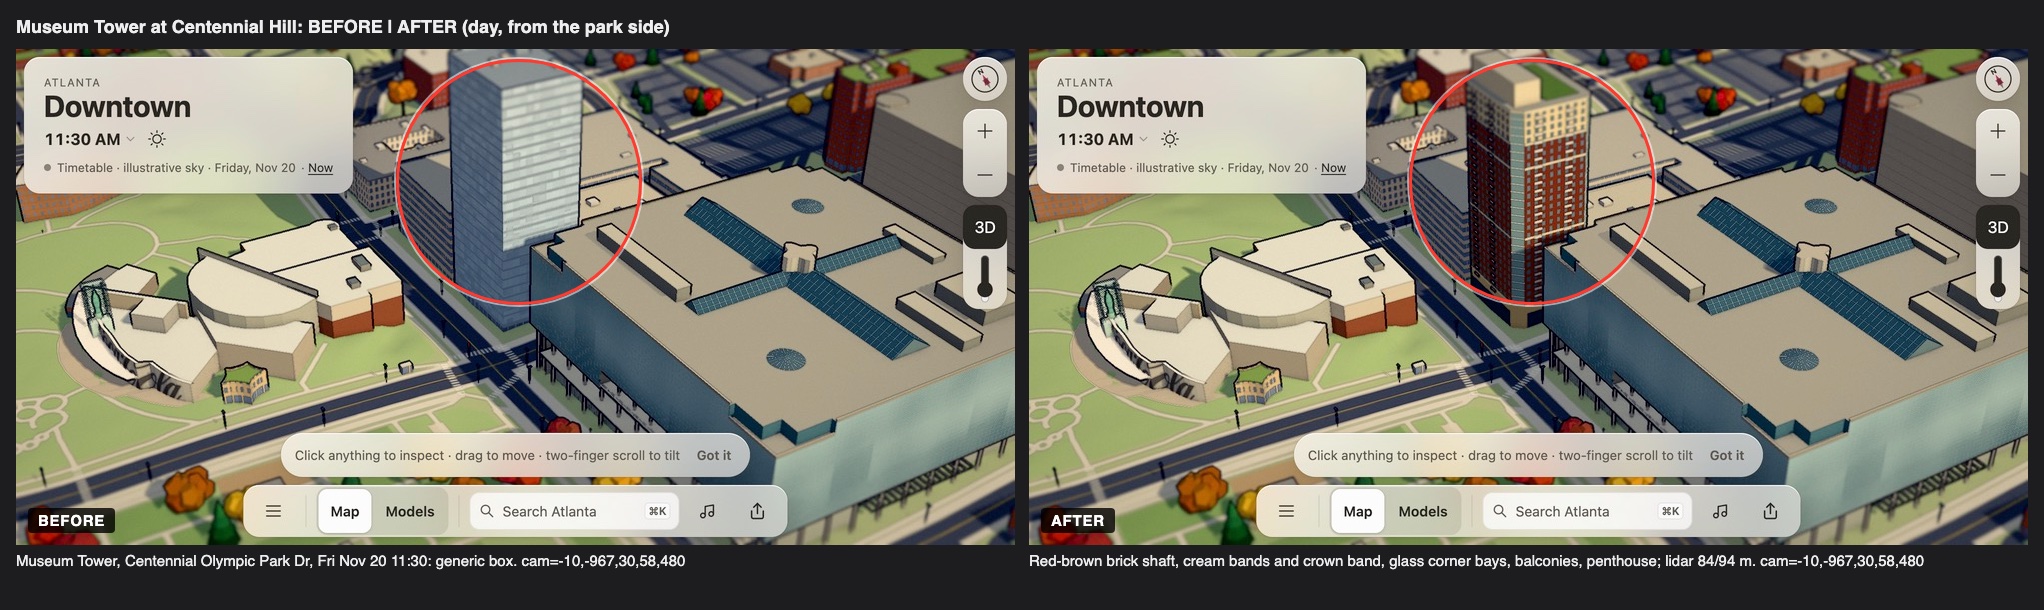 Museum Tower at Centennial Hill: BEFORE | AFTER (day, from the park side)
ATLANTA
Downtown
11:30 AM
Timetable · illustrative sky · Friday, Nov 20 · Now
N
+
−
3D
Click anything to inspect · drag to move · two-finger scroll to tilt Got it
Map Models Search Atlanta ⌘K
BEFORE
Museum Tower, Centennial Olympic Park Dr, Fri Nov 20 11:30: generic box. cam=-10,-967,30,58,480
ATLANTA
Downtown
11:30 AM
Timetable · illustrative sky · Friday, Nov 20 · Now
N
+
−
3D
Click anything to inspect · drag to move · two-finger scroll to tilt Got it
Map Models Search Atlanta ⌘K
AFTER
Red-brown brick shaft, cream bands and crown band, glass corner bays, balconies, penthouse; lidar 84/94 m. cam=-10,-967,30,58,480